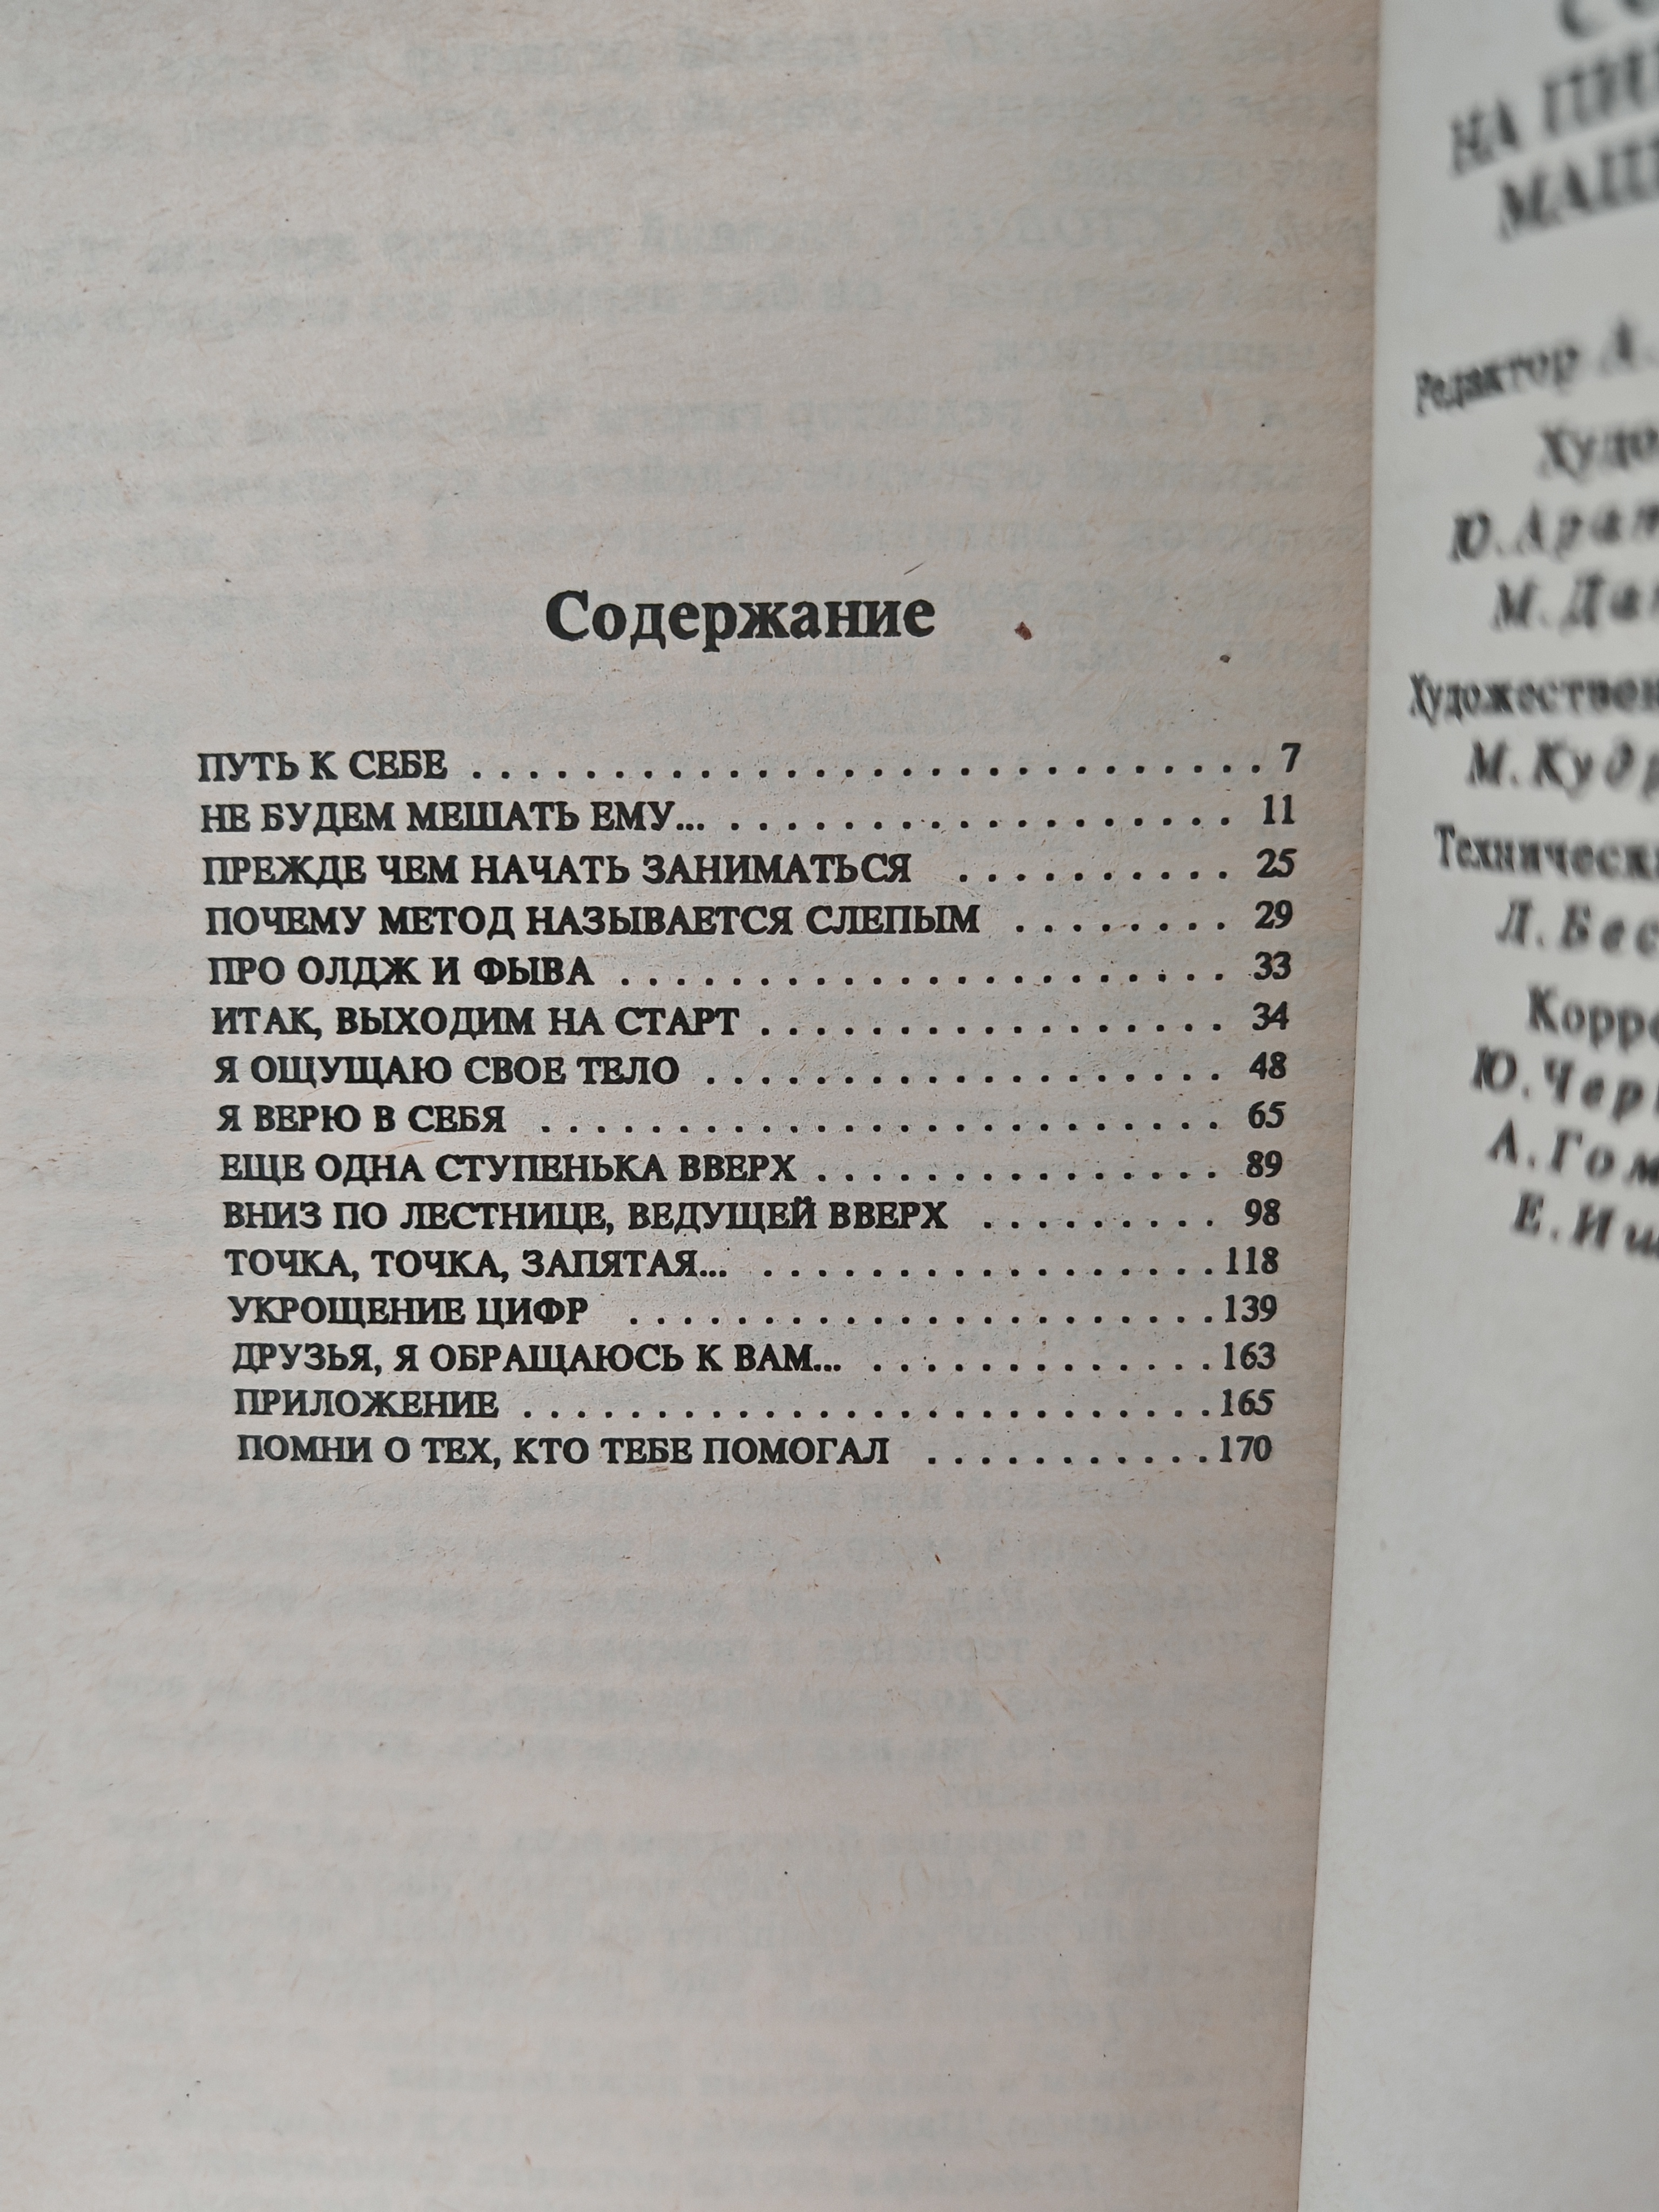 Содержание
ПУТЬ К СЕБЕ . . . . . . . . . . . . . . . . . . . . . . . . . . . . . 7
НЕ БУДЕМ МЕШАТЬ ЕМУ... . . . . . . . . . . . . . . . . . . . 11
ПРЕЖДЕ ЧЕМ НАЧАТЬ ЗАНИМАТЬСЯ . . . . . . . . . . 25
ПОЧЕМУ МЕТОД НАЗЫВАЕТСЯ СЛЕПЫМ . . . . . . . . 29
ПРО ОЛДЖ И ФЫВА . . . . . . . . . . . . . . . . . . . . . . 33
ИТАК, ВЫХОДИМ НА СТАРТ . . . . . . . . . . . . . . . . . 34
Я ОЩУЩАЮ СВОЕ ТЕЛО . . . . . . . . . . . . . . . . . . . 48
Я ВЕРЮ В СЕБЯ . . . . . . . . . . . . . . . . . . . . . . . . . 65
ЕЩЕ ОДНА СТУПЕНЬКА ВВЕРХ . . . . . . . . . . . . . . . 89
ВНИЗ ПО ЛЕСТНИЦЕ, ВЕДУЩЕЙ ВВЕРХ . . . . . . . . . 98
ТОЧКА, ТОЧКА, ЗАПЯТАЯ... . . . . . . . . . . . . . . . . . 118
УКРОЩЕНИЕ ЦИФР . . . . . . . . . . . . . . . . . . . . . . 139
ДРУЗЬЯ, Я ОБРАЩАЮСЬ К ВАМ... . . . . . . . . . . . . . 163
ПРИЛОЖЕНИЕ . . . . . . . . . . . . . . . . . . . . . . . . . . 165
ПОМНИ О ТЕХ, КТО ТЕБЕ ПОМОГАЛ . . . . . . . . . . . 170
НА
Редактор А.